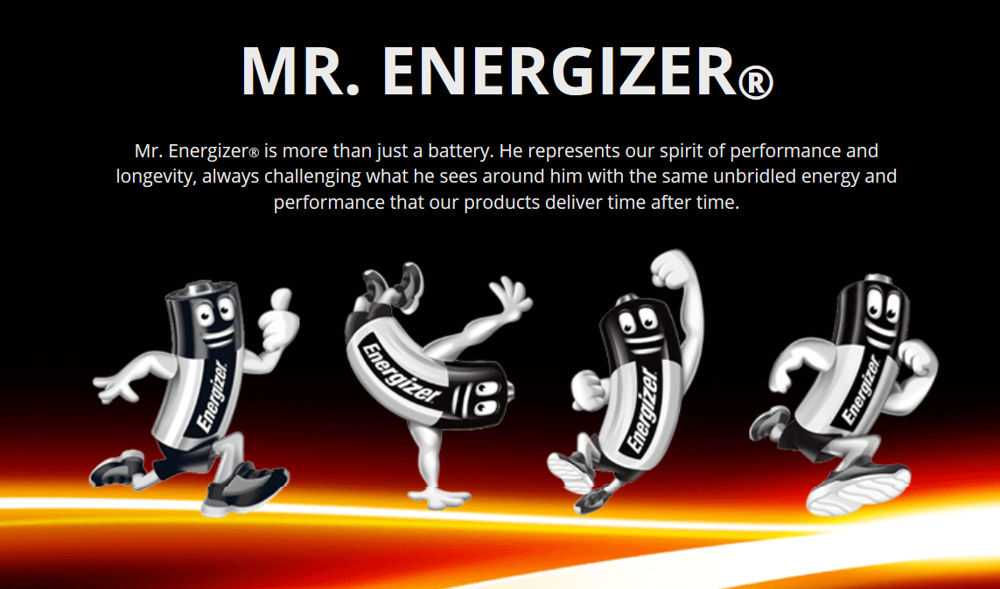 MR. ENERGIZER®
Mr. Energizer® is more than just a battery. He represents our spirit of performance and
longevity, always challenging what he sees around him with the same unbridled energy and
performance that our products deliver time after time.
Energizer.
Energizer.
Energizer.
Energizer.